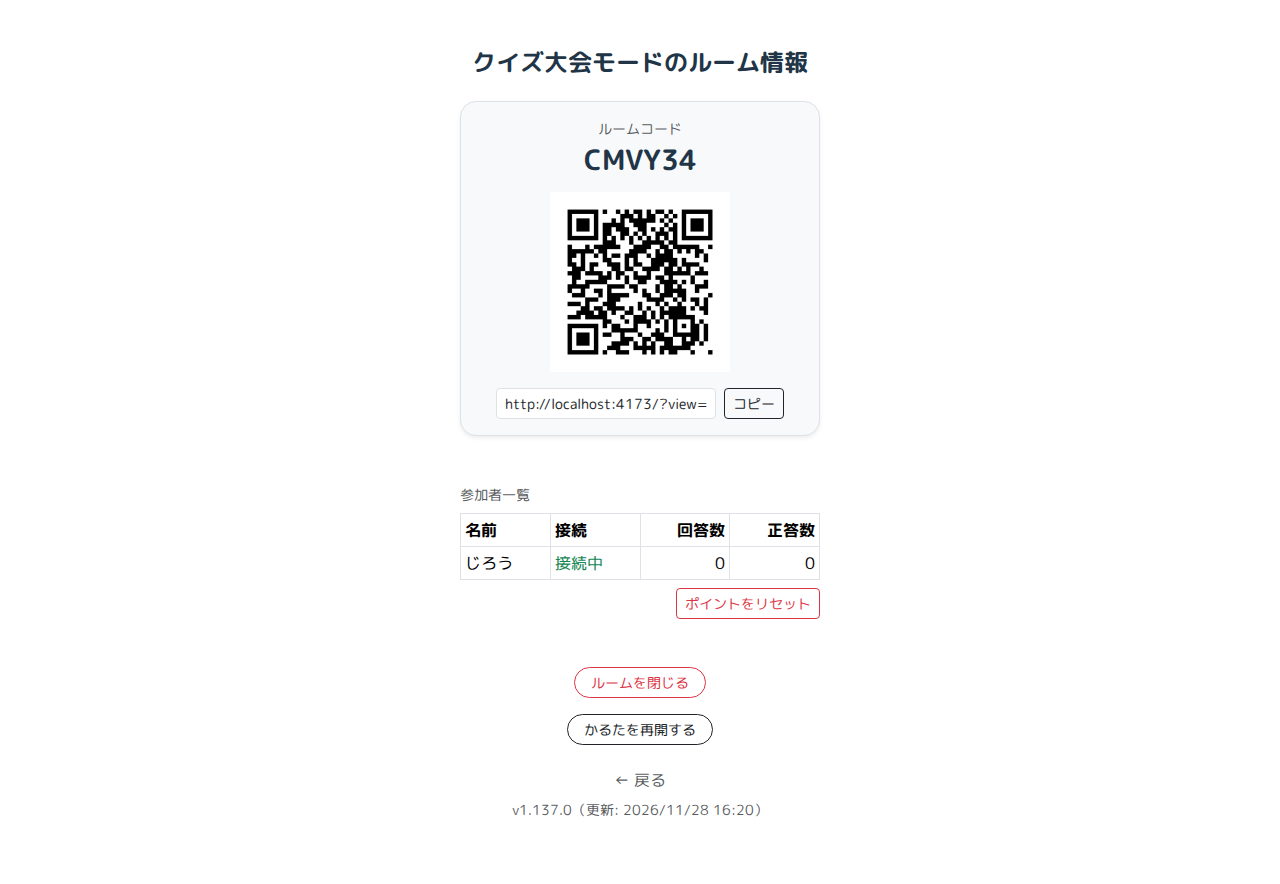 クイズ大会モードのルーム情報
ルームコード
CMVY34
http://localhost:4173/?view=
コピー
参加者一覧
名前 接続 回答数 正答数
じろう 接続中 0 0
ポイントをリセット
ルームを閉じる
かるたを再開する
← 戻る
v1.137.0（更新: 2026/11/28 16:20）